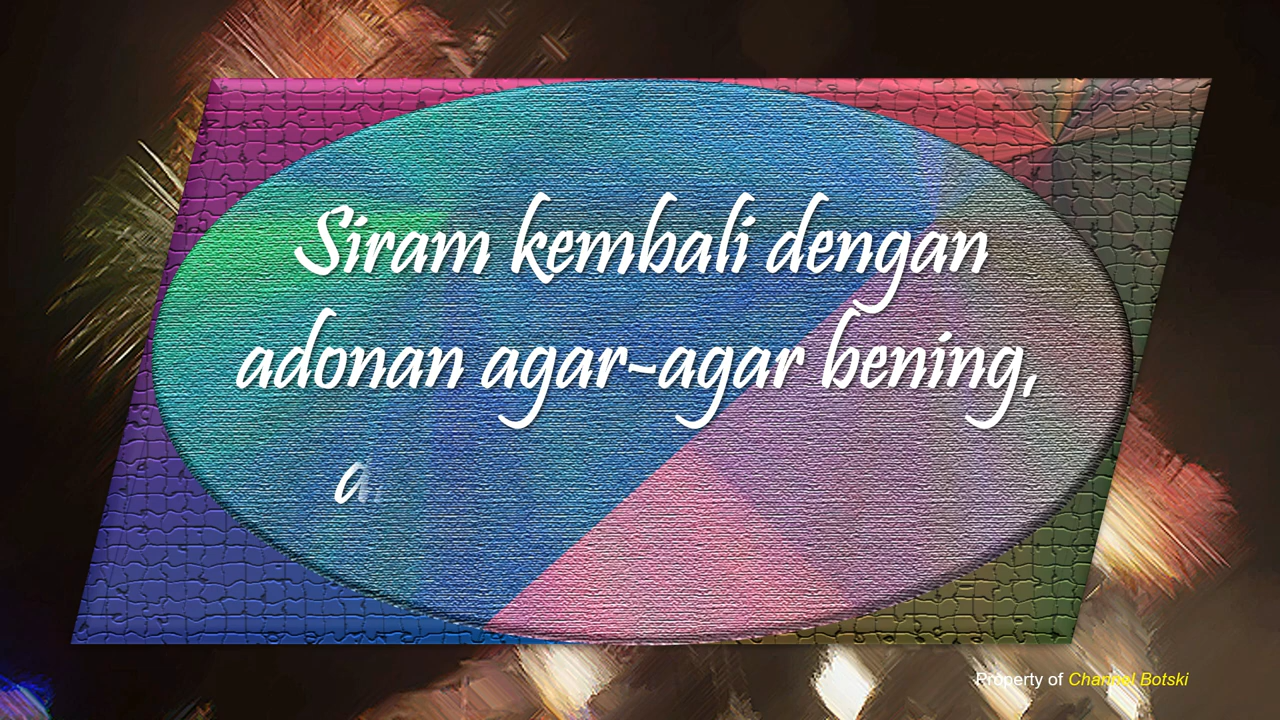 Siram kembali dengan
adonan agar-agar bening,
a
Property of Channel Botski